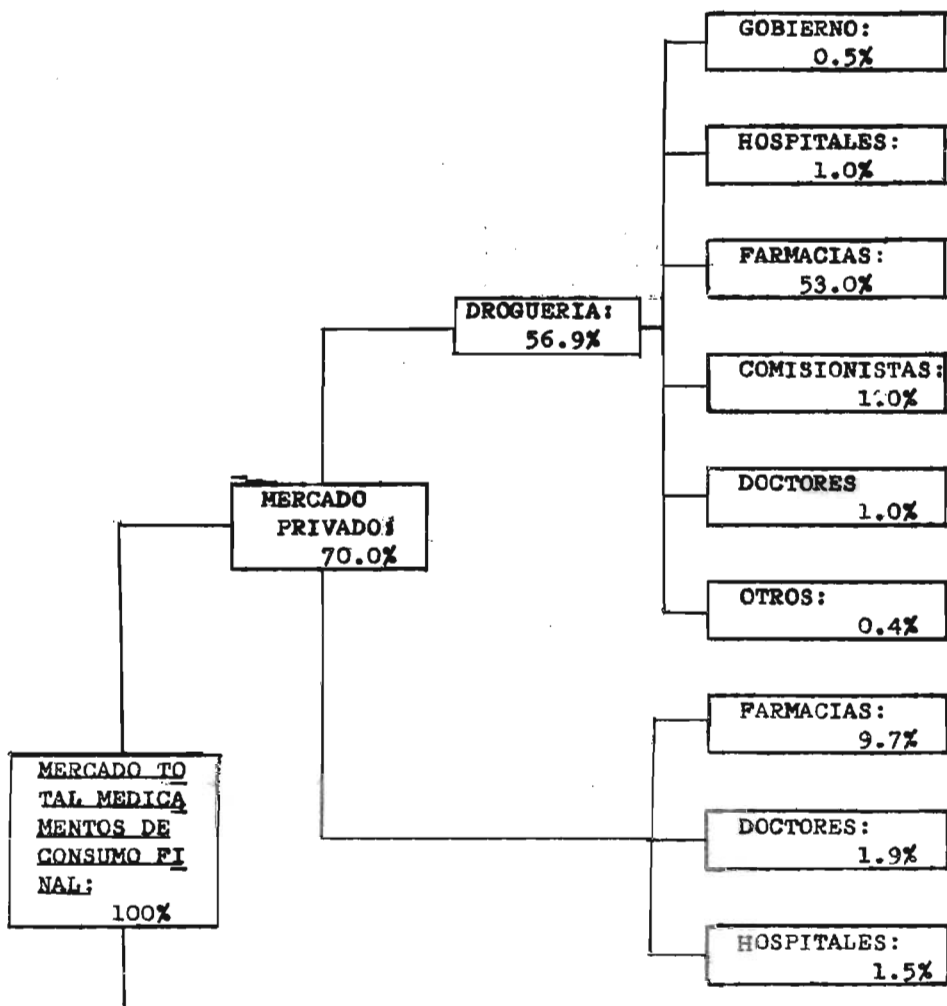 GOBIERNO:
0.5%
HOSPITALES:
1.0%
FARMACIAS:
53.0%
DROGUERIA:
56.9%
COMISIONISTAS:
1.0%
MERCADO
PRIVADO:
70.0%
DOCTORES
1.0%
OTROS:
0.4%
FARMACIAS:
9.7%
MERCADO TO
TAL MEDICA
MENTOS DE
CONSUMO FI
NAL:
100%
DOCTORES:
1.9%
HOSPITALES:
1.5%